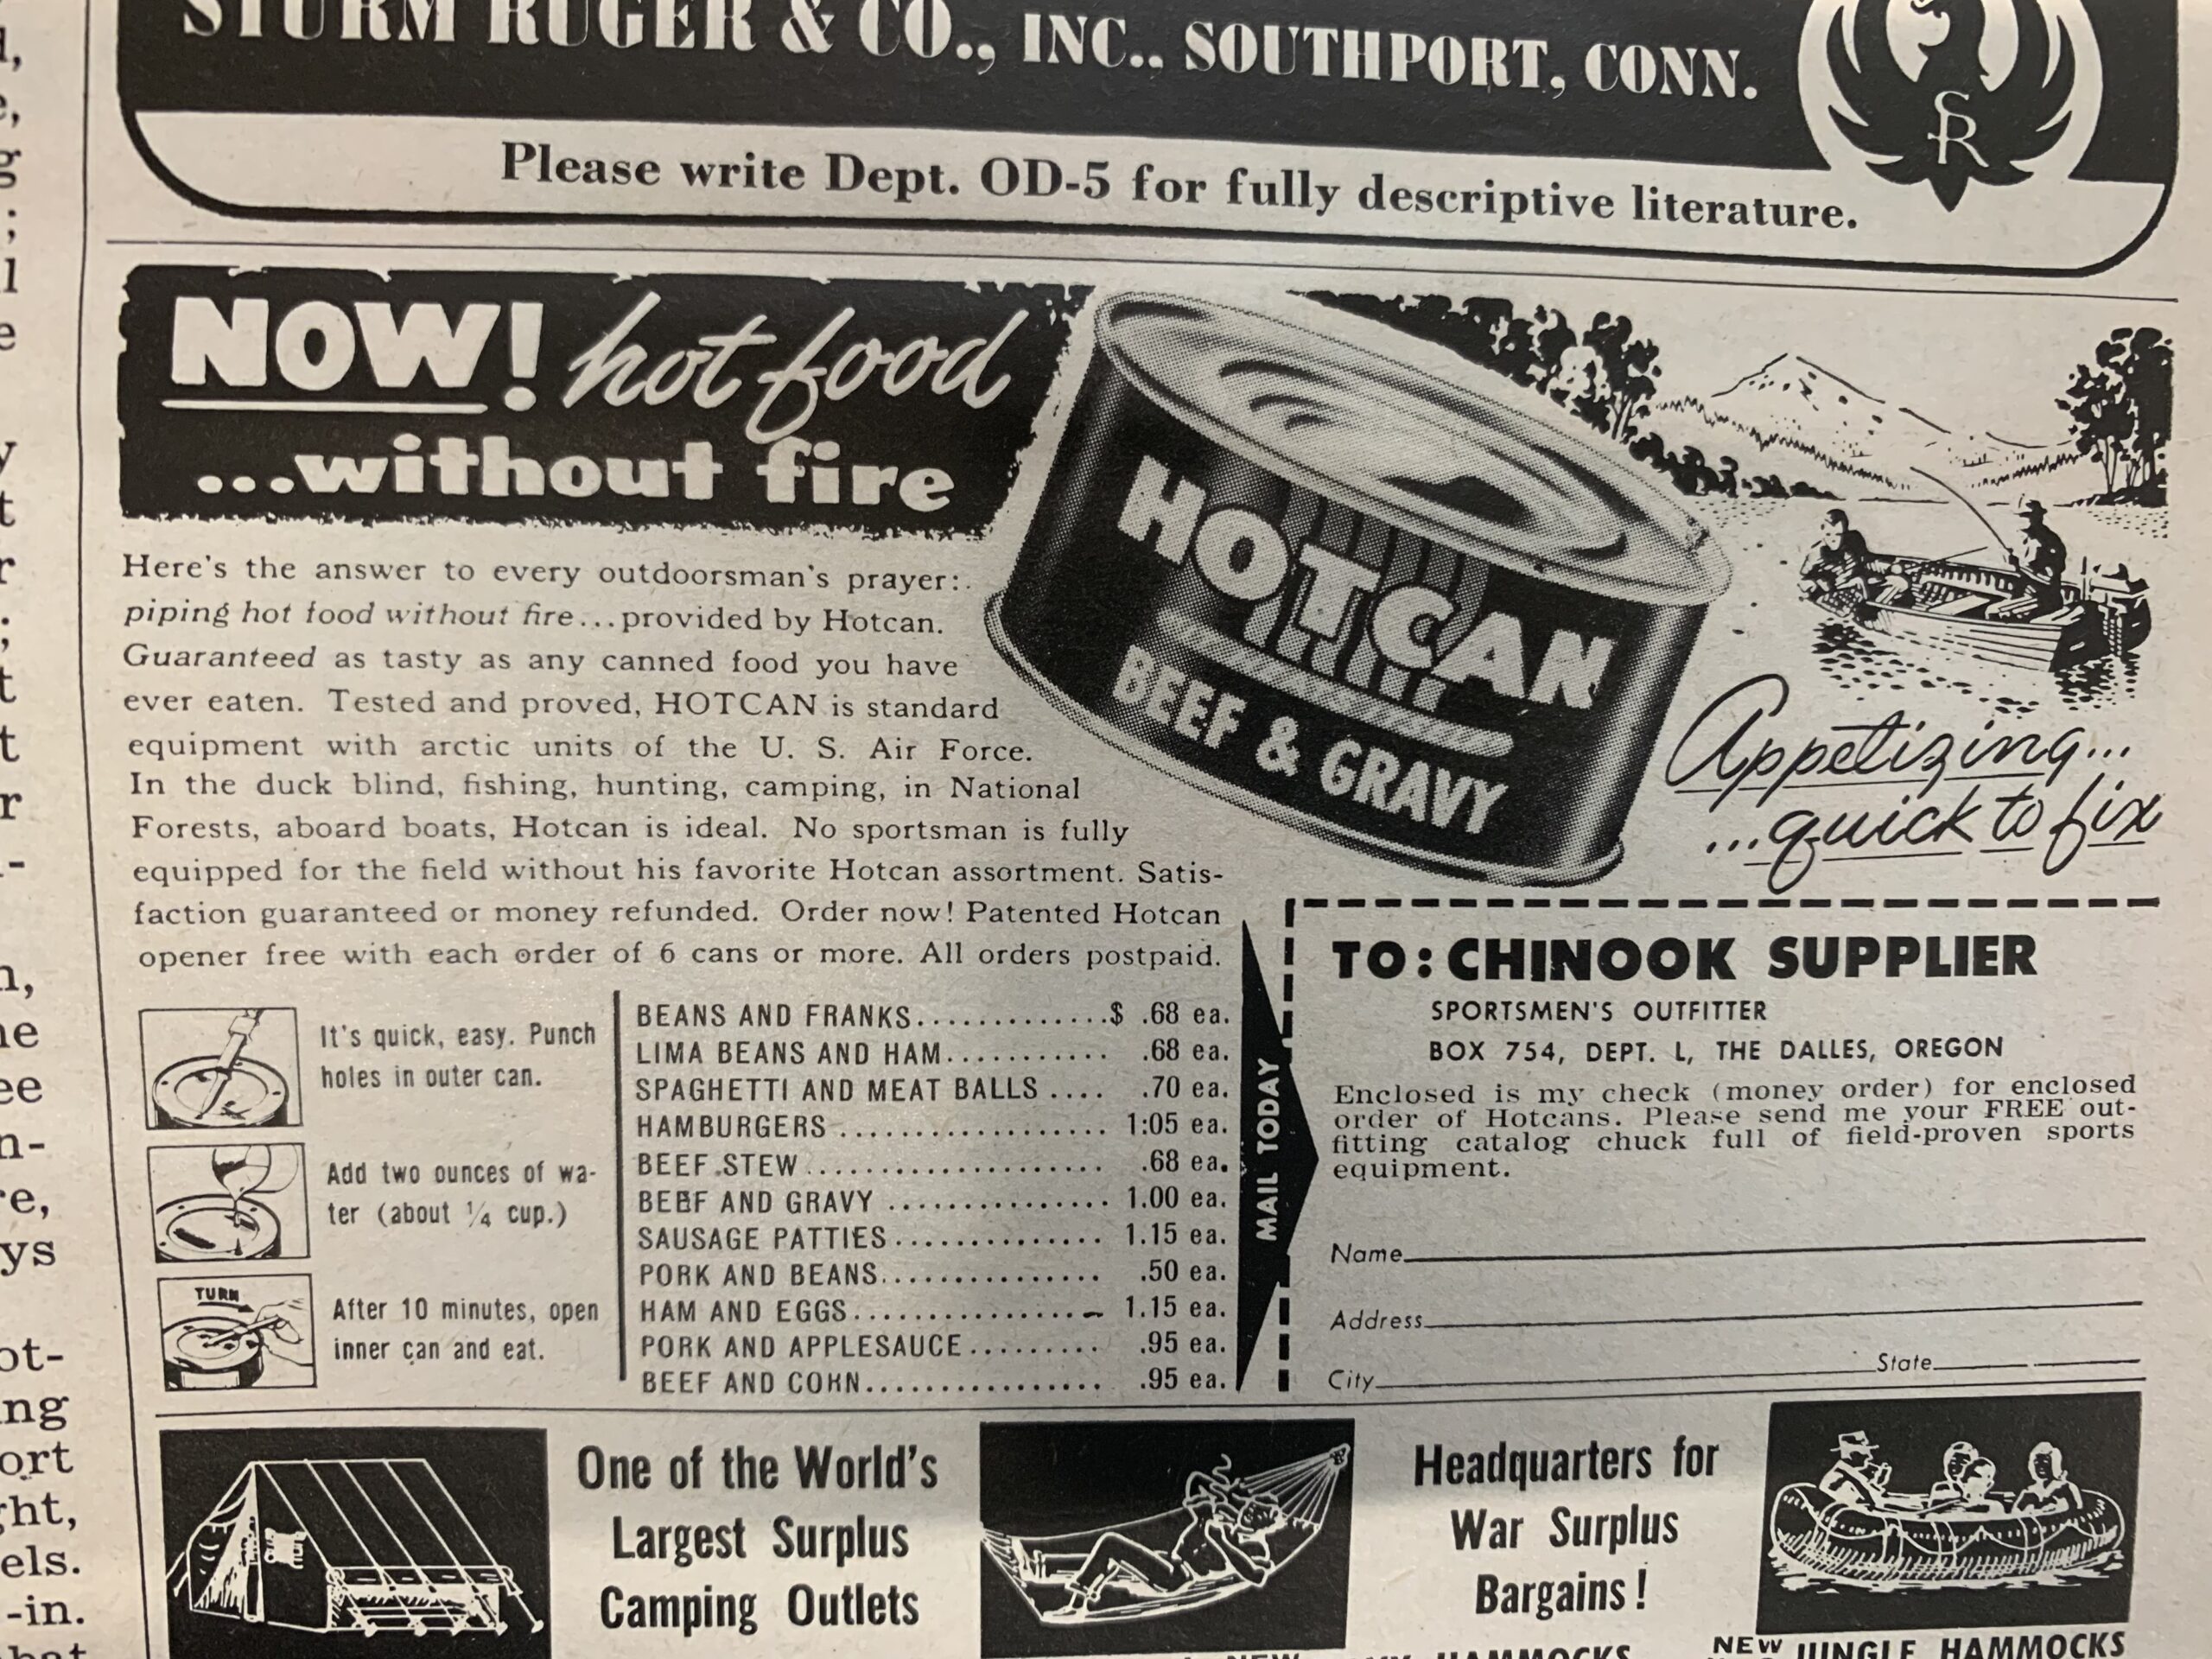 STURM RUGER & CO., INC., SOUTHPORT, CONN.
SR
Please write Dept. OD-5 for fully descriptive literature.
NOW! hot food
...without fire
HOTCAN
BEEF & GRAVY
Appetizing...
...quick to fix
Here's the answer to every outdoorsman's prayer:
piping hot food without fire...provided by Hotcan.
Guaranteed as tasty as any canned food you have
ever eaten. Tested and proved, HOTCAN is standard
equipment with arctic units of the U. S. Air Force.
In the duck blind, fishing, hunting, camping, in National
Forests, aboard boats, Hotcan is ideal. No sportsman is fully
equipped for the field without his favorite Hotcan assortment. Satis-
faction guaranteed or money refunded. Order now! Patented Hotcan
opener free with each order of 6 cans or more. All orders postpaid.
It's quick, easy. Punch
holes in outer can.
Add two ounces of wa-
ter (about ¼ cup.)
TURN
After 10 minutes, open
inner can and eat.
BEANS AND FRANKS.............$ .68 ea.
LIMA BEANS AND HAM........... .68 ea.
SPAGHETTI AND MEAT BALLS .... .70 ea.
HAMBURGERS ................... 1:05 ea.
BEEF STEW..................... .68 ea.
BEEF AND GRAVY ............... 1.00 ea.
SAUSAGE PATTIES.............. 1.15 ea.
PORK AND BEANS............... .50 ea.
HAM AND EGGS................ 1.15 ea.
PORK AND APPLESAUCE......... .95 ea.
BEEF AND CORN................ .95 ea.
MAIL TODAY
TO: CHINOOK SUPPLIER
SPORTSMEN'S OUTFITTER
BOX 754, DEPT. L, THE DALLES, OREGON
Enclosed is my check (money order) for enclosed
order of Hotcans. Please send me your FREE out-
fitting catalog chuck full of field-proven sports
equipment.
Name
Address
City State
One of the World's
Largest Surplus
Camping Outlets
Headquarters for
War Surplus
Bargains!
NEW HAMMOCKS
NEW JUNGLE HAMMOCKS